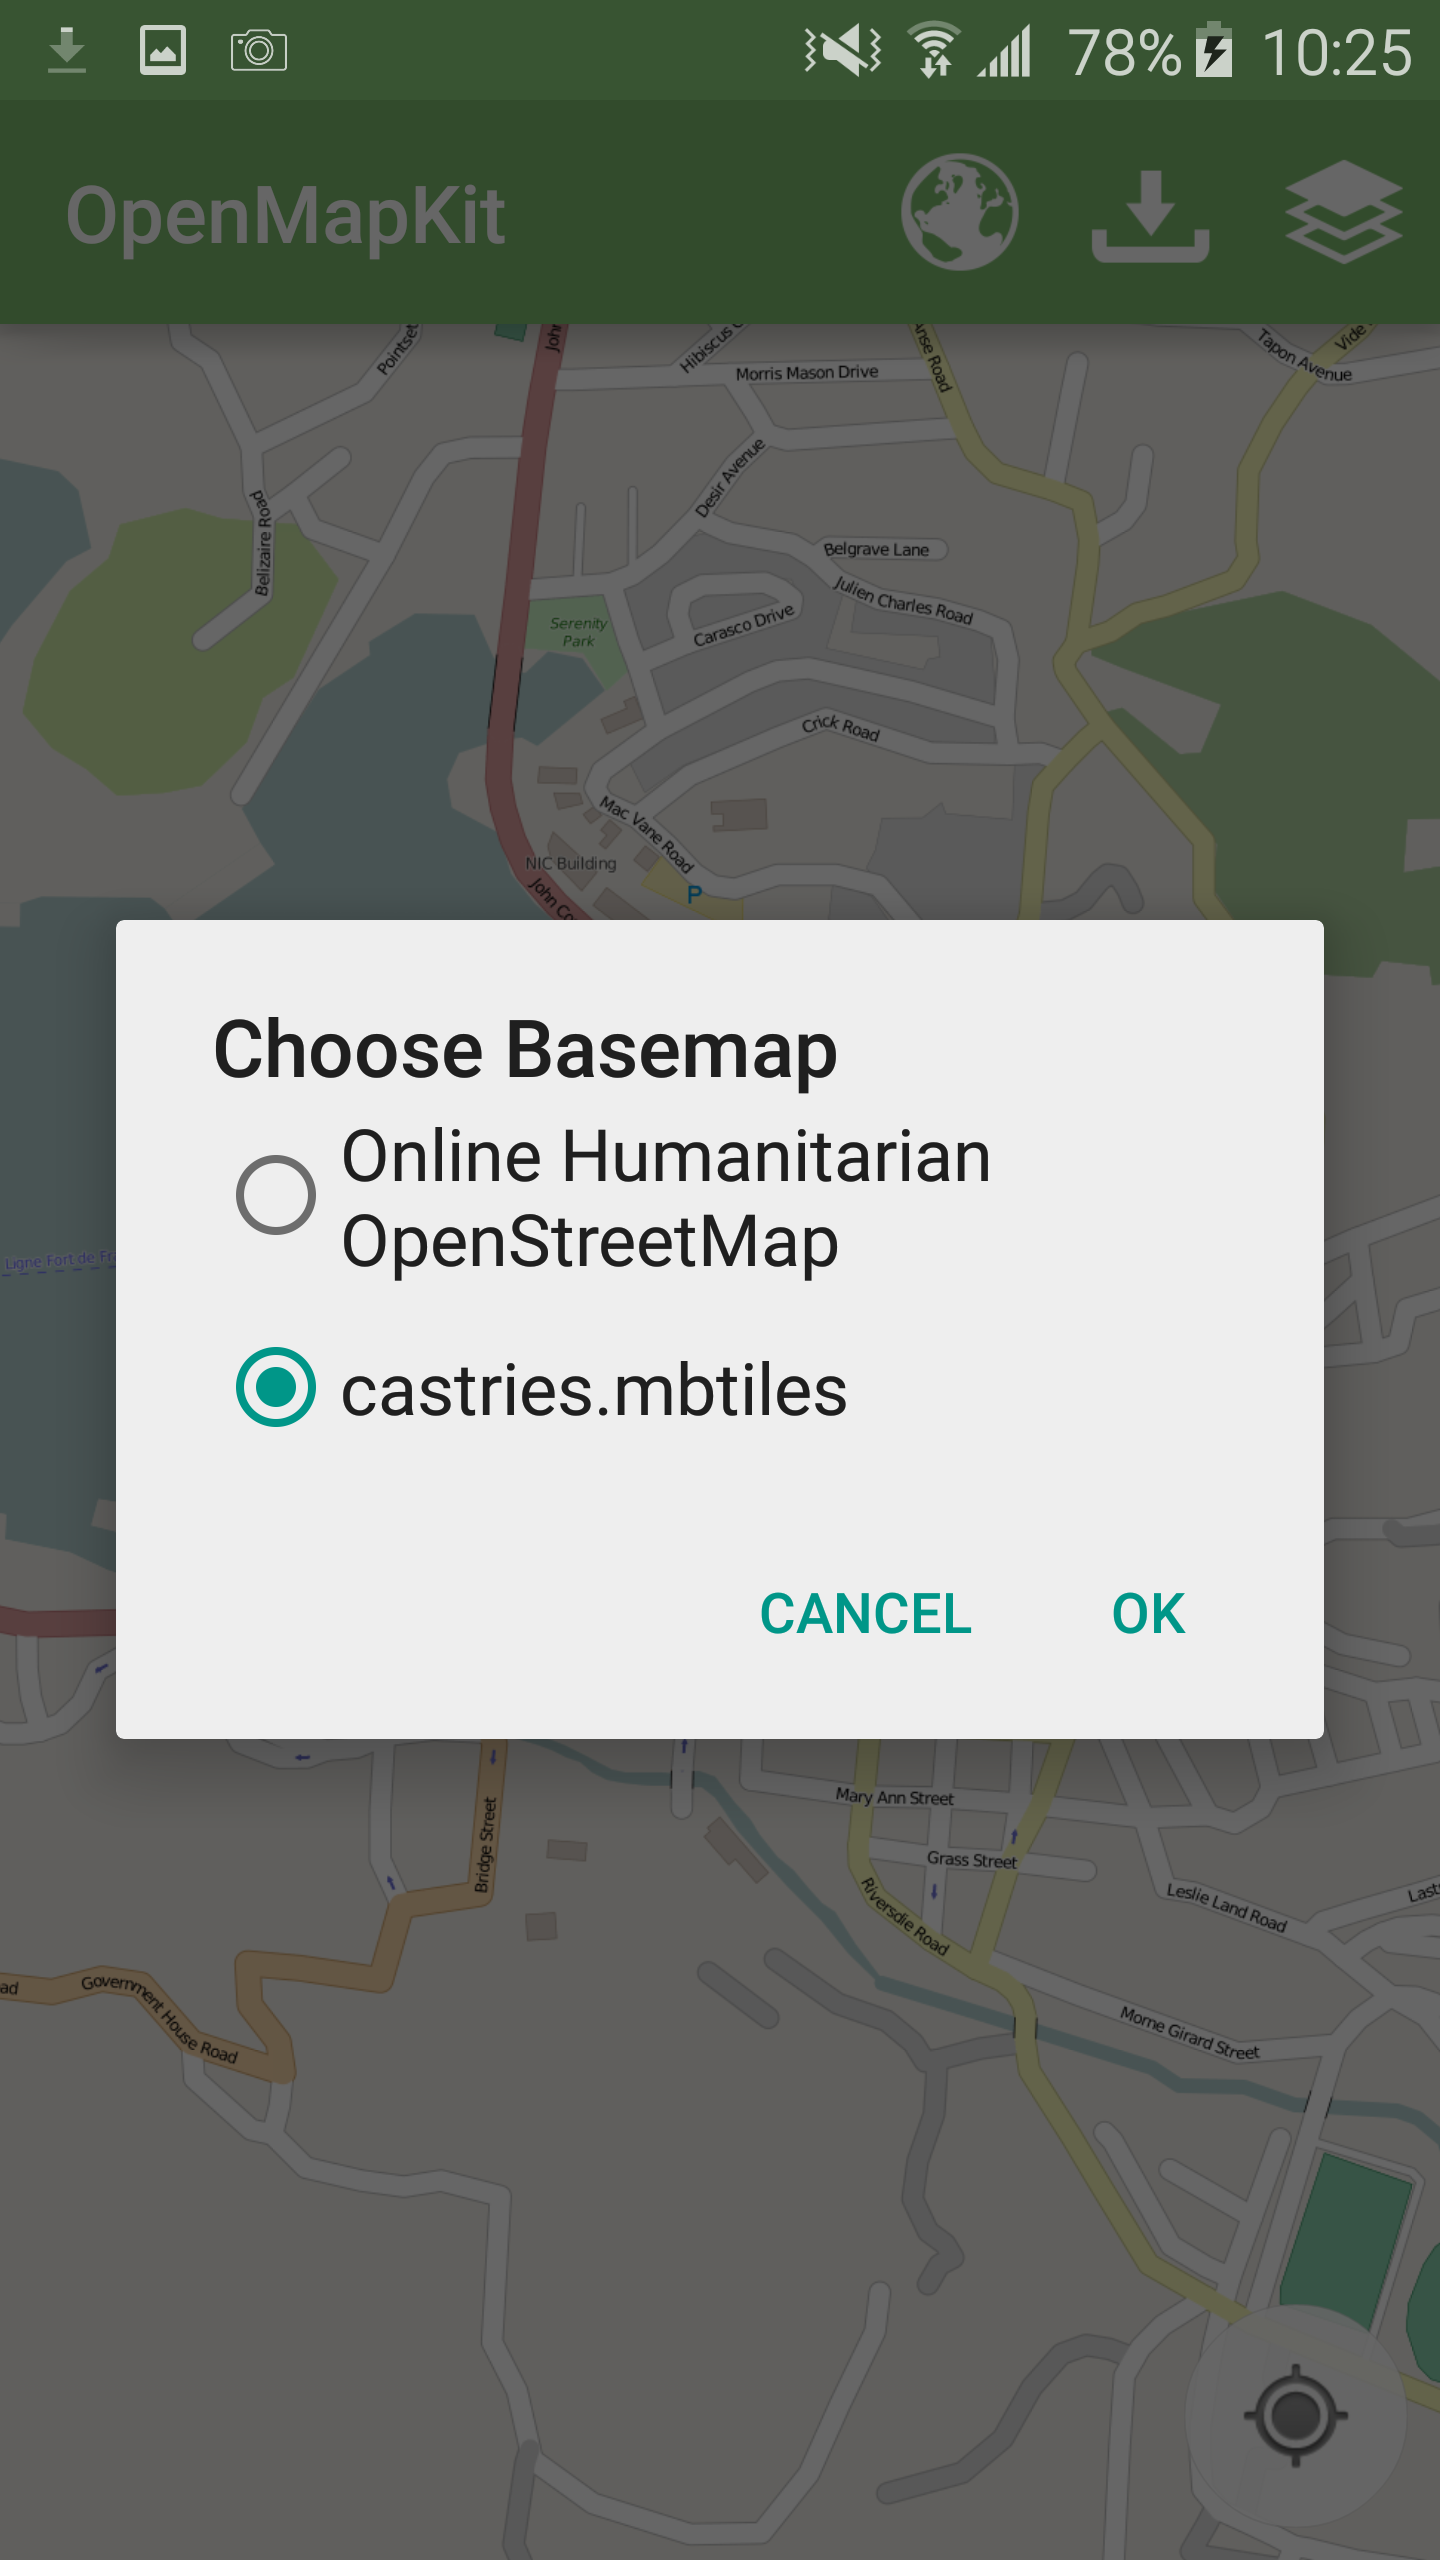 78% 10:25
OpenMapKit
Pointset
John
Hibiscus
Morris Mason Drive
Anse Road
Tapon Avenue
Vide
Desir Avenue
Belizaire Road
Belgrave Lane
Julien Charles Road
Carasco Drive
Serenity
Park
Crick Road
Mac Vane Road
NIC Building
P
John Co
Choose Basemap
Online Humanitarian
OpenStreetMap
Ligne Fort de Fr
castries.mbtiles
CANCEL OK
Mary Ann Street
Bridge Street
Grass Street
Riversdie Road
Leslie Land Road
Last
ad
Government House Road
Morne Girard Street